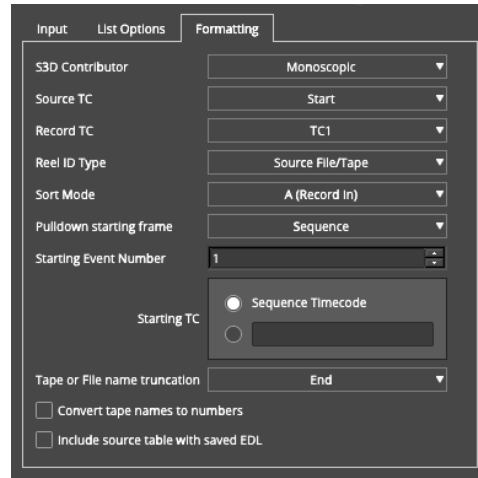 Input List Options Formatting
S3D Contributor Monoscopic
Source TC Start
Record TC TC1
Reel ID Type Source File/Tape
Sort Mode A (Record In)
Pulldown starting frame Sequence
Starting Event Number 1
Sequence Timecode
Starting TC
Tape or File name truncation End
Convert tape names to numbers
Include source table with saved EDL